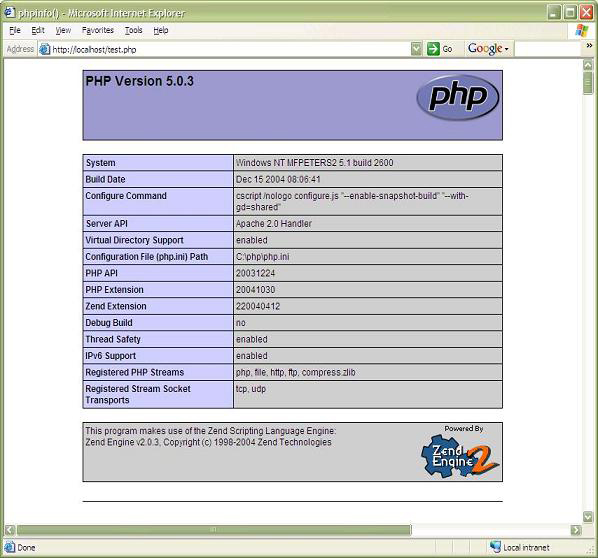 phpinfo() - Microsoft Internet Explorer
File Edit View Favorites Tools Help
Address http://localhost/test.php Go Google »
PHP Version 5.0.3
php
System Windows NT MFPETERS2 5.1 build 2600
Build Date Dec 15 2004 08:06:41
Configure Command cscript /nologo configure.js "--enable-snapshot-build" "--with-
gd=shared"
Server API Apache 2.0 Handler
Virtual Directory Support enabled
Configuration File (php.ini) Path C:\php\php.ini
PHP API 20031224
PHP Extension 20041030
Zend Extension 220040412
Debug Build no
Thread Safety enabled
IPv6 Support enabled
Registered PHP Streams php, file, http, ftp, compress.zlib
Registered Stream Socket tcp, udp
Transports
This program makes use of the Zend Scripting Language Engine:
Zend Engine v2.0.3, Copyright (c) 1998-2004 Zend Technologies
Powered By
Zend
Engine 2
Done Local intranet